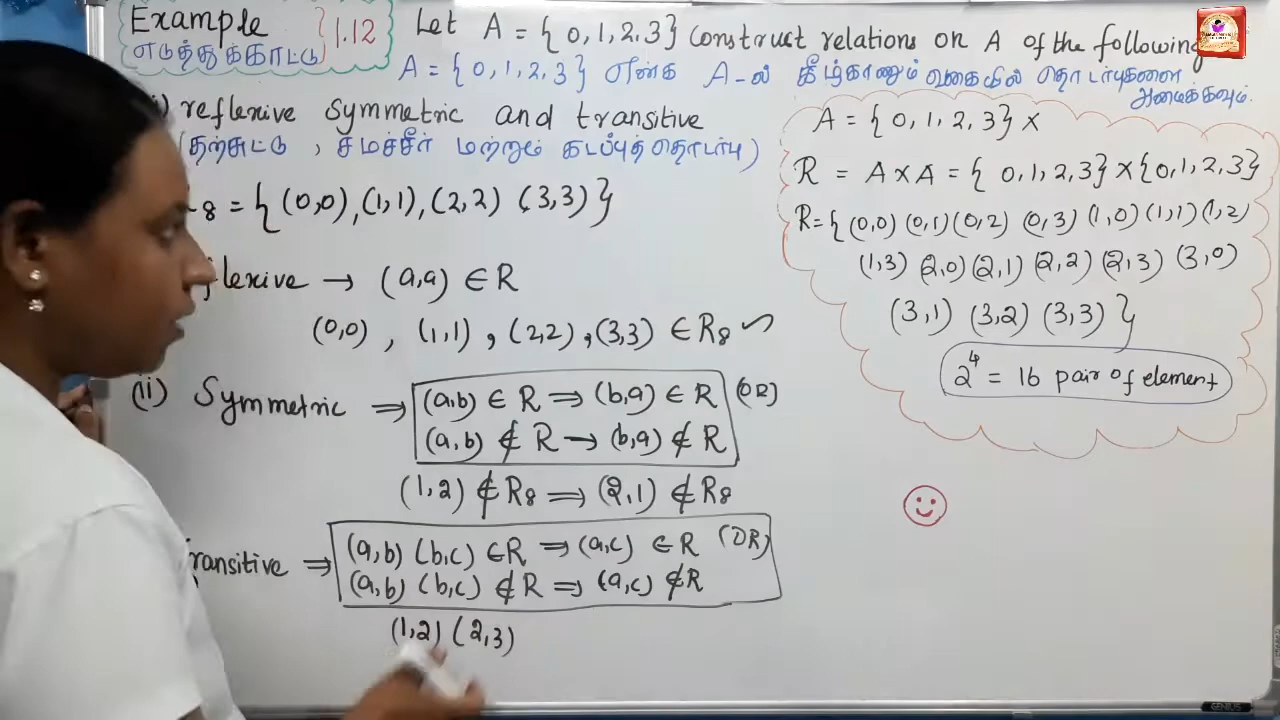 Example } 1.12
எடுத்துக்காட்டு
Let A = { 0, 1, 2, 3 } construct relations on A of the following
A = { 0, 1, 2, 3 } என்க A-ல் கீழ்காணும் வகையில் தொடர்புகளை
அமைக்கவும்.
i) reflexive symmetric and transitive
(தற்சுட்டு , சமச்சீர் மற்றும் கடப்புத்தொடர்பு)
8 = { (0,0), (1,1), (2,2) (3,3) }
flexive → (a,a) ∈ R
(0,0) , (1,1) , (2,2) , (3,3) ∈ R₈
(ii) Symmetric ⇒ (a,b) ∈ R ⇒ (b,a) ∈ R (OR)
(a,b) ∉ R → (b,a) ∉ R
(1,2) ∉ R₈ ⇒ (2,1) ∉ R₈
ransitive ⇒ (a,b) (b,c) ∈ R ⇒ (a,c) ∈ R (OR)
(a,b) (b,c) ∉ R ⇒ (a,c) ∉ R
(1,2) (2,3)
A = { 0, 1, 2, 3 } ×
R = A × A = { 0, 1, 2, 3 } × { 0, 1, 2, 3 }
R = { (0,0) (0,1) (0,2) (0,3) (1,0) (1,1) (1,2)
(1,3) (2,0) (2,1) (2,2) (2,3) (3,0)
(3,1) (3,2) (3,3) }
2⁴ = 16 pair of element
GENIUS